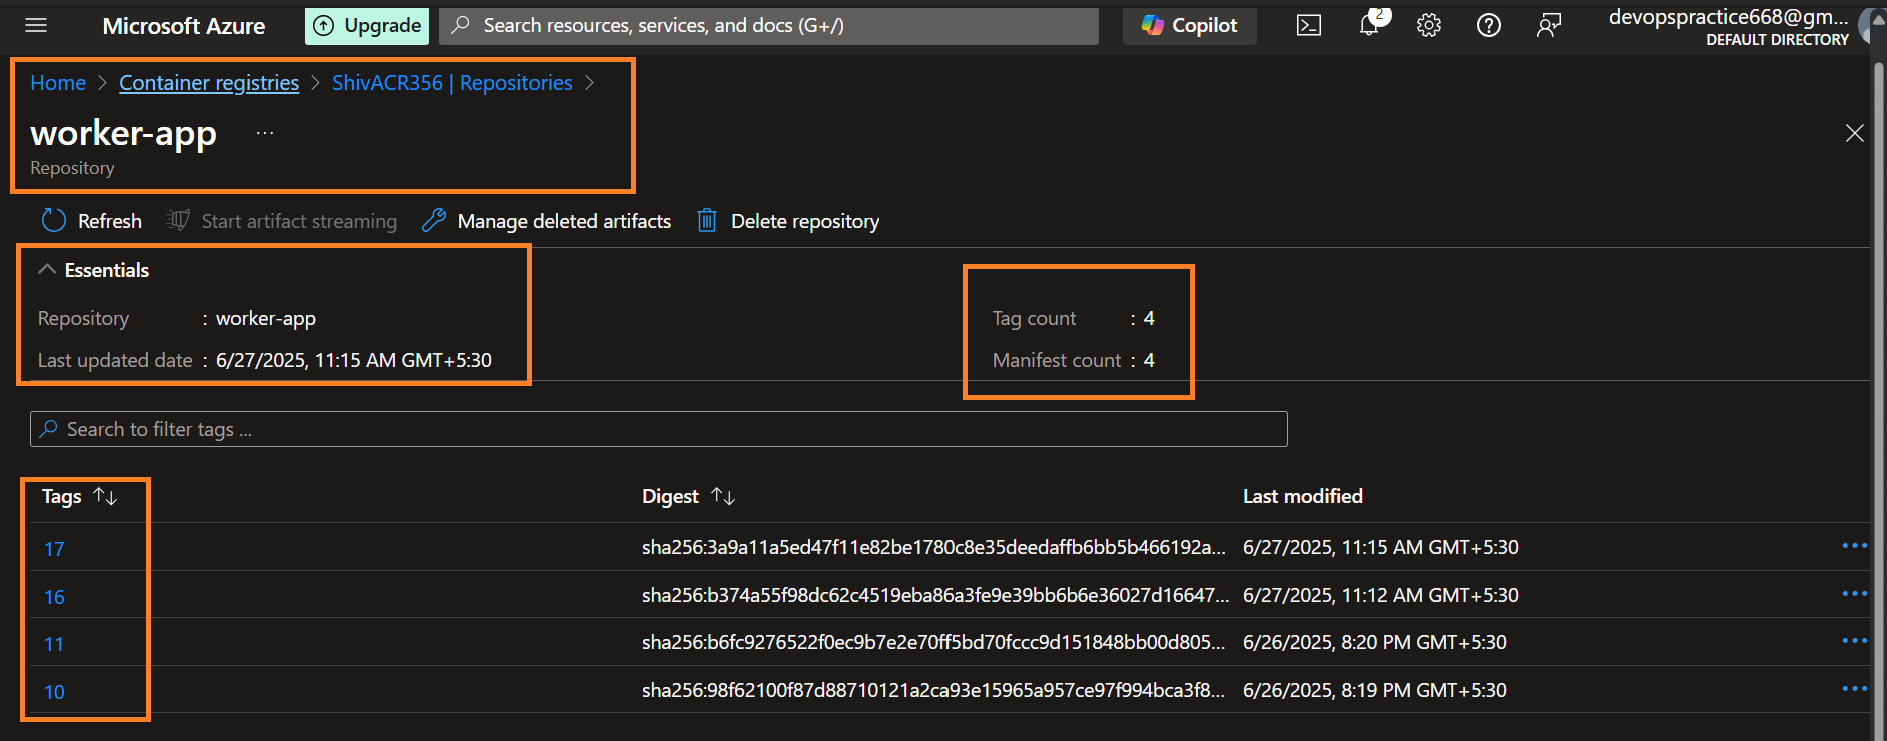 Microsoft Azure
Upgrade
Search resources, services, and docs (G+/)
Copilot
2
devopspractice668@gm...
DEFAULT DIRECTORY
Home > Container registries > ShivACR356 | Repositories >
worker-app ...
Repository
Refresh
Start artifact streaming
Manage deleted artifacts
Delete repository
Essentials
Repository : worker-app
Last updated date : 6/27/2025, 11:15 AM GMT+5:30
Tag count : 4
Manifest count : 4
Search to filter tags ...
Tags Digest Last modified
17 sha256:3a9a11a5ed47f11e82be1780c8e35deedaffb6bb5b466192a... 6/27/2025, 11:15 AM GMT+5:30
16 sha256:b374a55f98dc62c4519eba86a3fe9e39bb6b6e36027d16647... 6/27/2025, 11:12 AM GMT+5:30
11 sha256:b6fc9276522f0ec9b7e2e70ff5bd70fccc9d151848bb00d805... 6/26/2025, 8:20 PM GMT+5:30
10 sha256:98f62100f87d88710121a2ca93e15965a957ce97f994bca3f8... 6/26/2025, 8:19 PM GMT+5:30